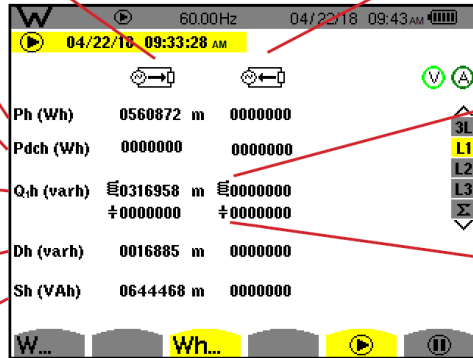 W 60.00Hz 04/22/18 09:43 AM
04/22/18 09:33:28 AM
Ph (Wh) 0560872 m 0000000
3L
Pdch (Wh) 0000000 0000000
L1
L2
Q₁h (varh) 0316958 m 0000000
L3
0000000 0000000
Σ
Dh (varh) 0016885 m 0000000
Sh (VAh) 0644468 m 0000000
V A
W... Wh...